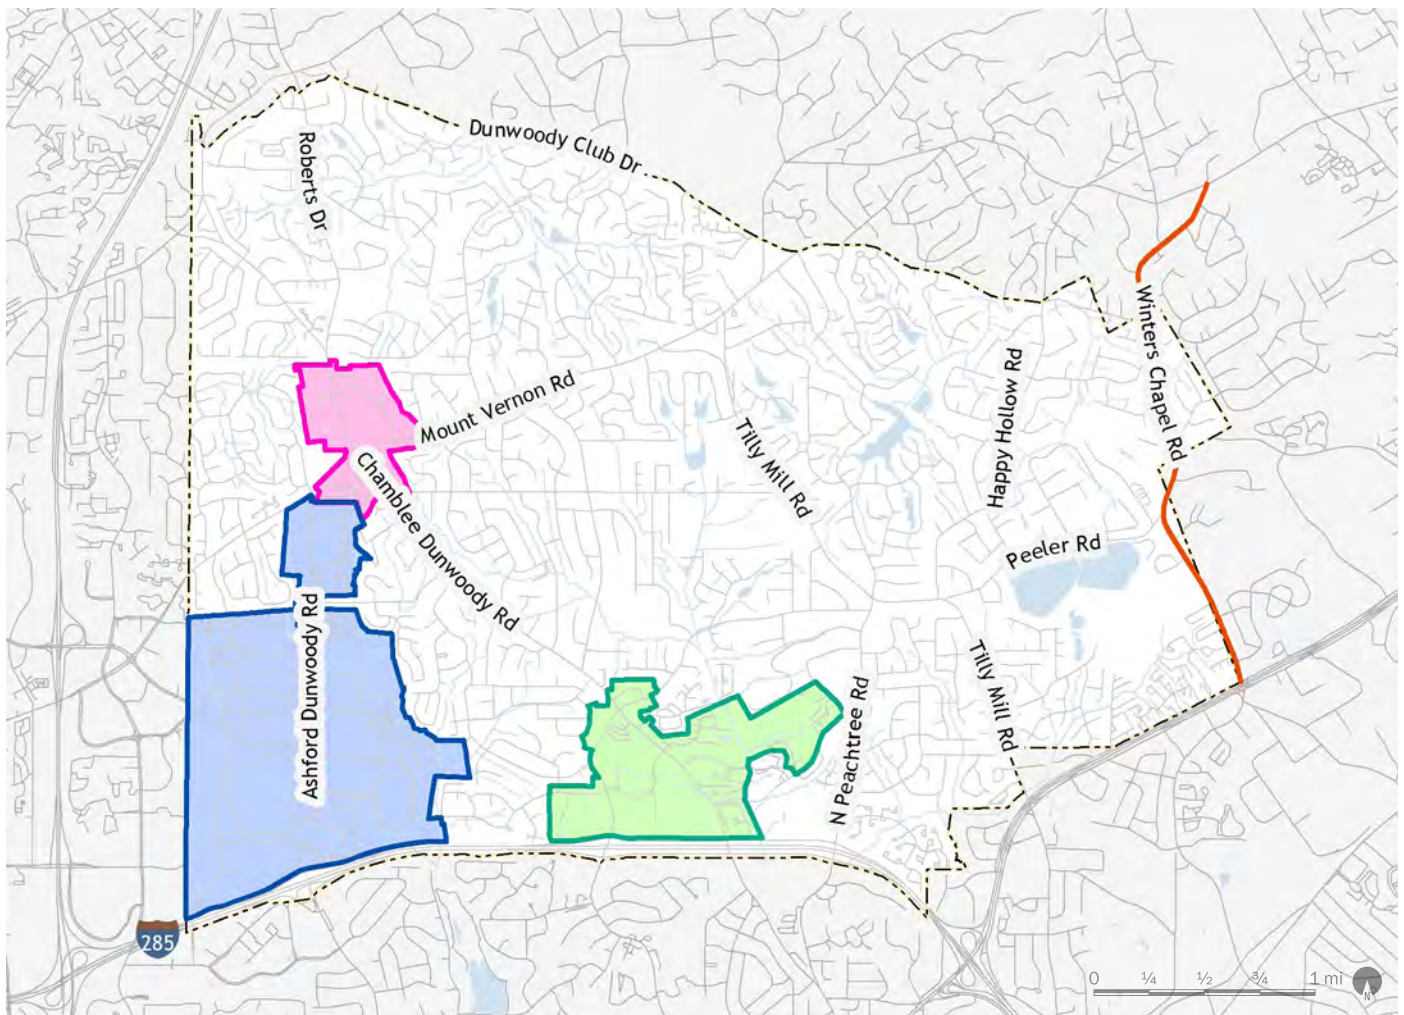 Dunwoody Club Dr
Roberts Dr
Winters Chapel Rd
Mount Vernon Rd
Happy Hollow Rd
Tilly Mill Rd
Chamblee Dunwoody Rd
Peeler Rd
Ashford Dunwoody Rd
Tilly Mill Rd
N Peachtree Rd
285
0 ¼ ½ ¾ 1 mi
N